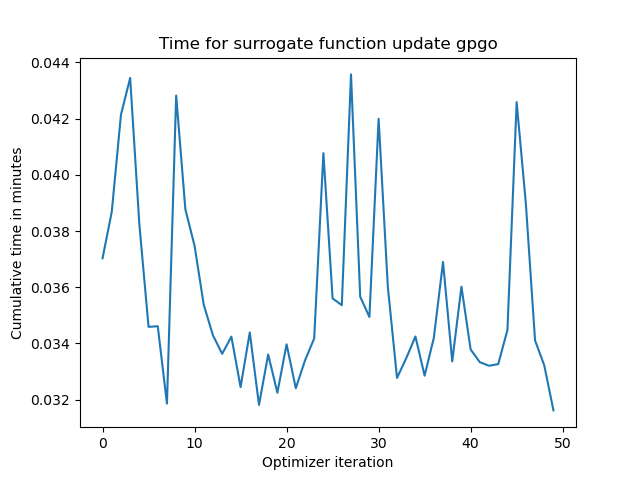 Time for surrogate function update gpgo
Cumulative time in minutes
0.044
0.042
0.040
0.038
0.036
0.034
0.032
0 10 20 30 40 50
Optimizer iteration